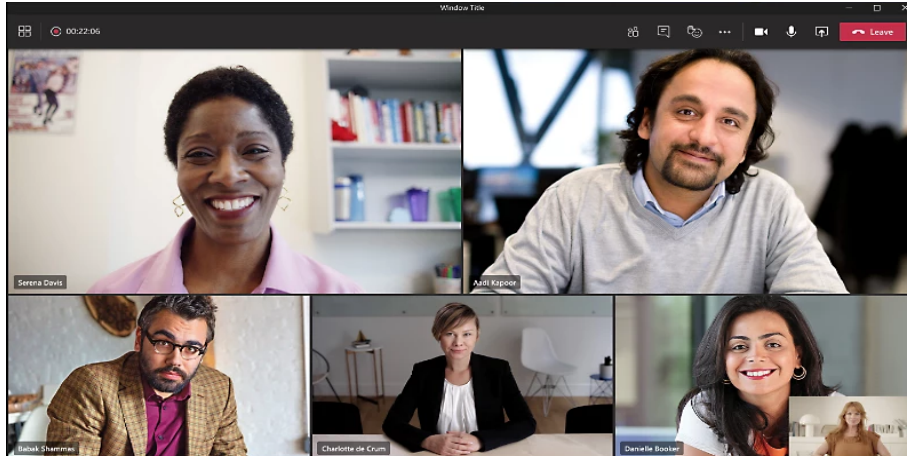 Window Title
00:22:06
Leave
Serena Davis
Aadi Kapoor
Babak Shammas
Charlotte de Crum
Danielle Booker